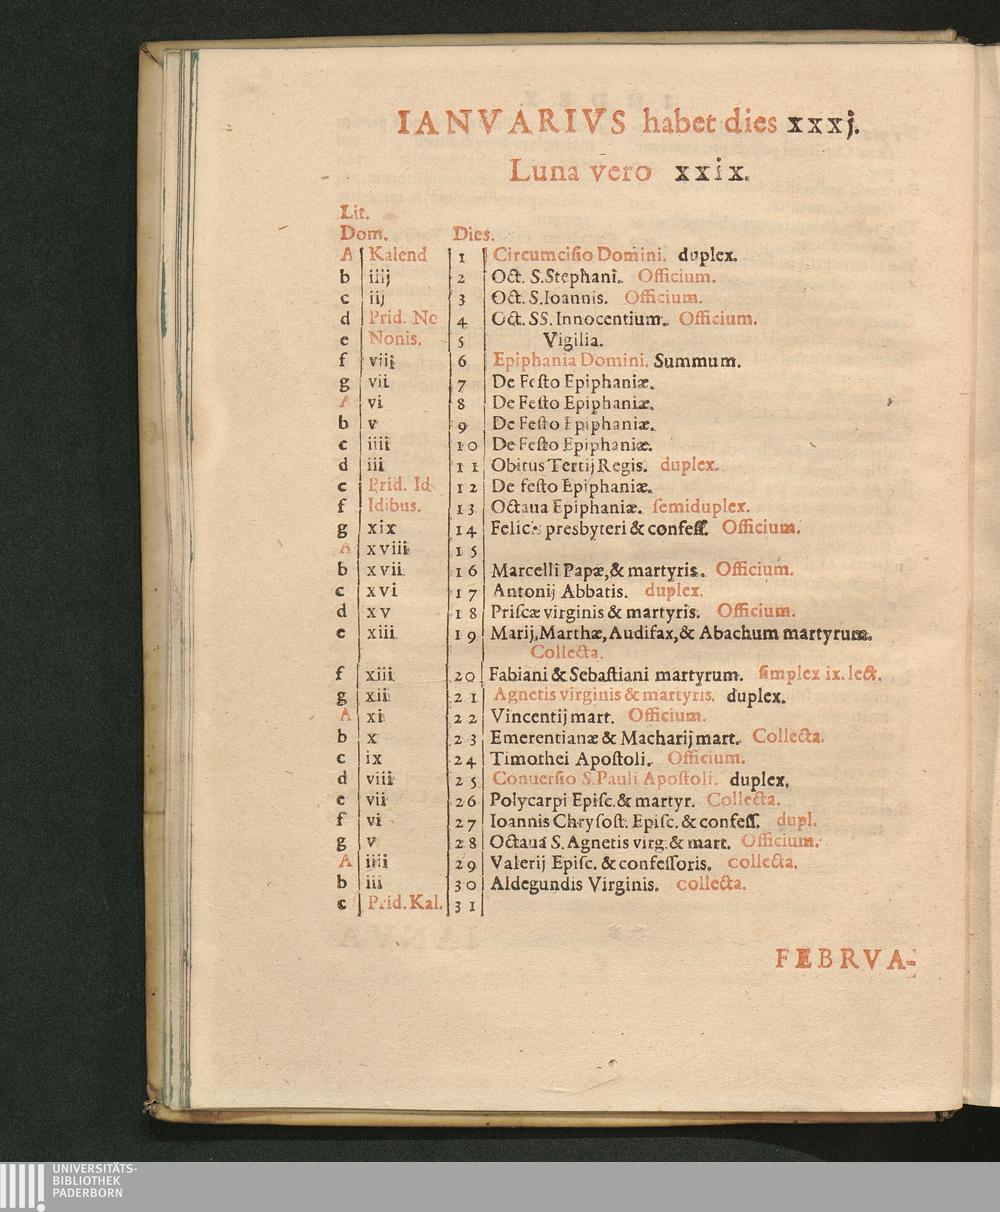 IANVARIVS habet dies xxxj.
Luna vero xxix.
Lit.
Dom. Dies.
A Kalend 1 Circumcisio Domini. duplex.
b iiij 2 Oct. S.Stephani. Officium.
c iij 3 Oct. S.Ioannis. Officium.
d Prid. No 4 Oct. SS. Innocentium. Officium.
e Nonis. 5 Vigilia.
f viii 6 Epiphania Domini. Summum.
g vii 7 De Festo Epiphaniæ.
A vi 8 De Festo Epiphaniæ.
b v 9 De Festo Epiphaniæ.
c iiii 10 De Festo Epiphaniæ.
d iii 11 Obitus Tertij Regis. duplex.
e Prid. Id 12 De festo Epiphaniæ.
f Idibus. 13 Octaua Epiphaniæ. semiduplex.
g xix 14 Felicis presbyteri & confess. Officium.
A xviii 15
b xvii 16 Marcelli Papæ,& martyris. Officium.
c xvi 17 Antonij Abbatis. duplex.
d xv 18 Priscæ virginis & martyris. Officium.
e xiii 19 Marij,Marthæ,Audifax,& Abachum martyrum.
Collecta.
f xiii 20 Fabiani & Sebastiani martyrum. simplex ix. lect.
g xii 21 Agnetis virginis & martyris. duplex.
A xi 22 Vincentij mart. Officium.
b x 23 Emerentianæ & Macharij mart. Collecta.
c ix 24 Timothei Apostoli. Officium.
d viii 25 Conuersio S.Pauli Apostoli. duplex.
e vii 26 Polycarpi Episc.& martyr. Collecta.
f vi 27 Ioannis Chrysost. Episc. & confess. dupl.
g v 28 Octaua S. Agnetis virg.& mart. Officium.
A iiii 29 Valerij Episc. & confessoris. collecta.
b iii 30 Aldegundis Virginis. collecta.
c Prid. Kal. 31
FEBRVA-
UNIVERSITÄTS-
BIBLIOTHEK
PADERBORN